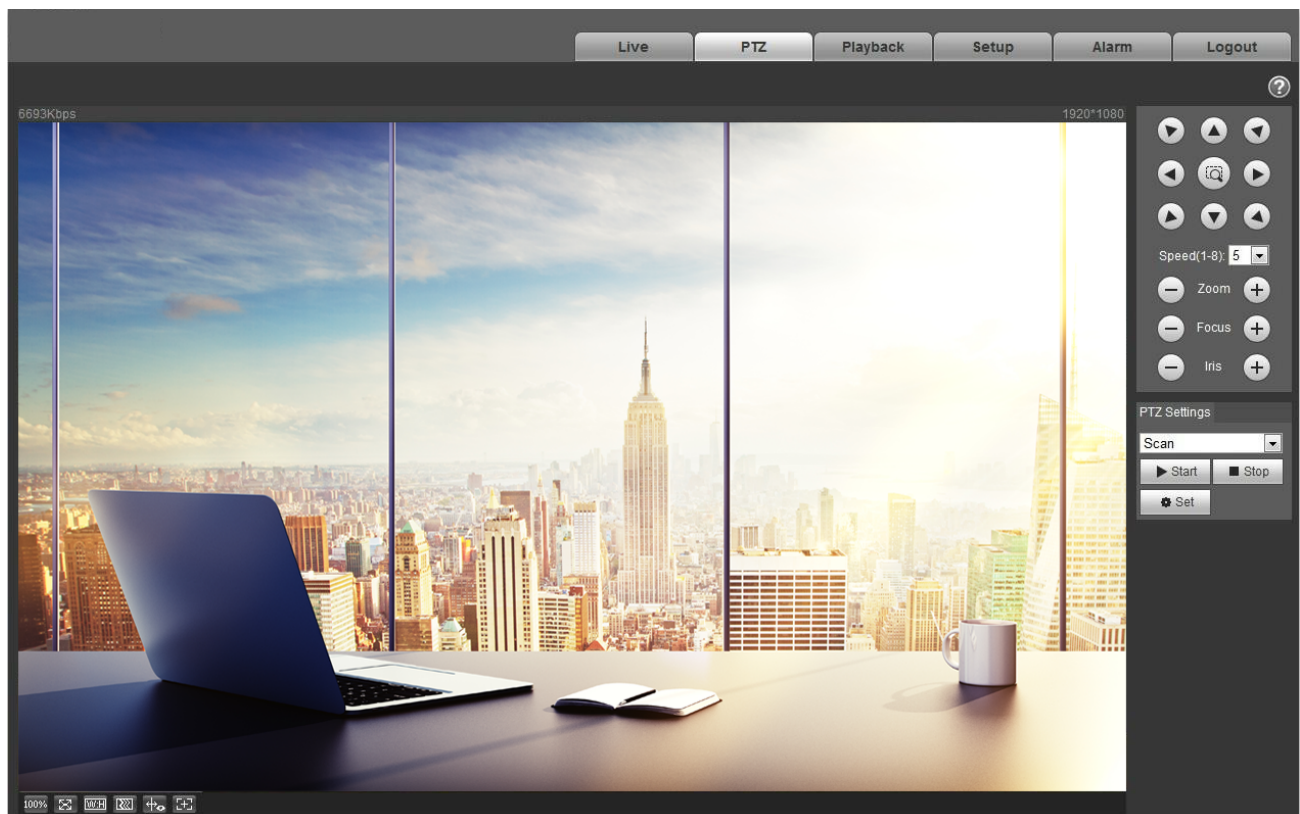 Live PTZ Playback Setup Alarm Logout
?
6693Kbps 1920*1080
Speed(1-8): 5
Zoom
Focus
Iris
PTZ Settings
Scan
Start Stop
Set
100% W:H